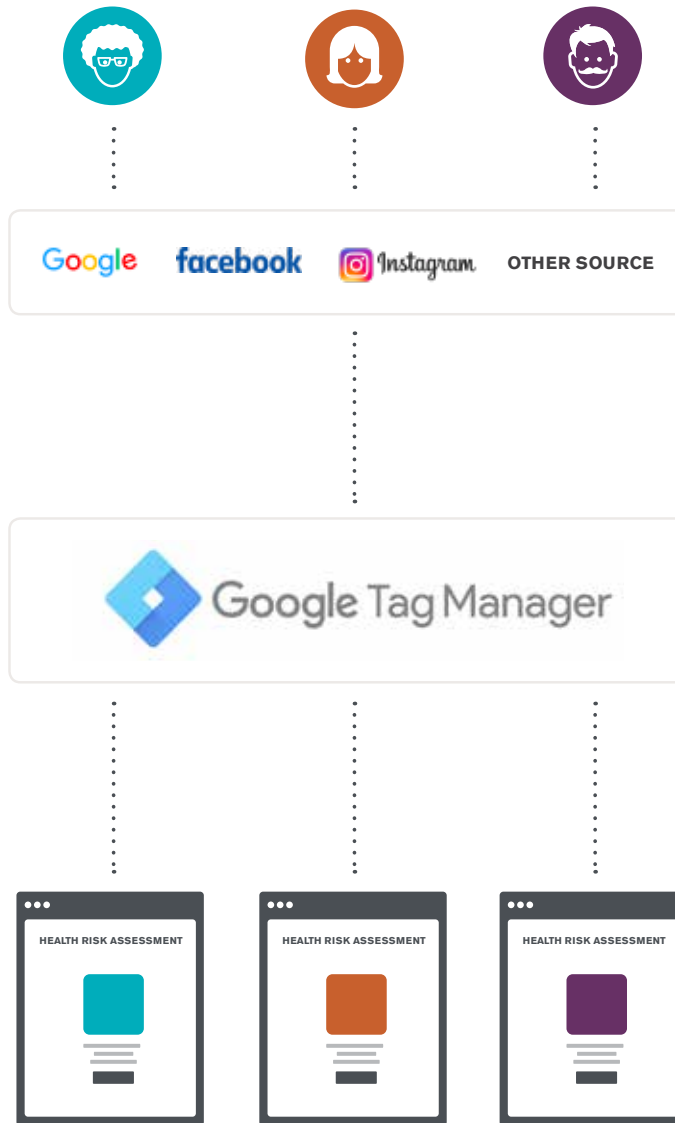 Google facebook Instagram OTHER SOURCE
Google Tag Manager
HEALTH RISK ASSESSMENT HEALTH RISK ASSESSMENT HEALTH RISK ASSESSMENT